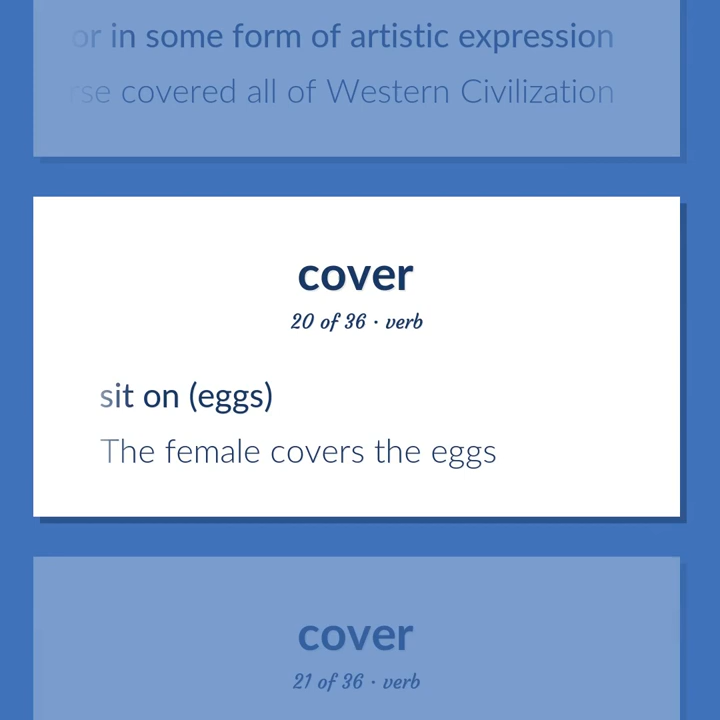 or in some form of artistic expression
covered all of Western Civilization
cover
20 of 36 · verb
sit on (eggs)
The female covers the eggs
cover
21 of 36 · verb